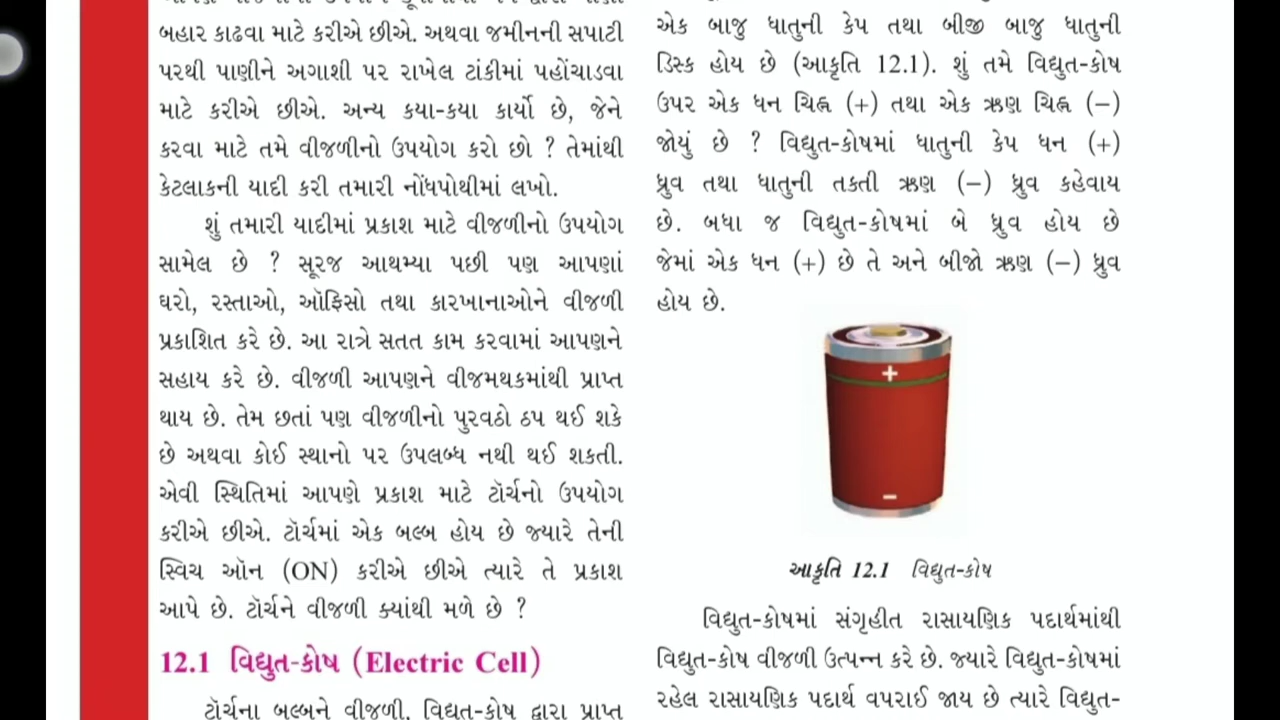 બહાર કાઢવા માટે કરીએ છીએ. અથવા જમીનની સપાટી
પરથી પાણીને અગાશી પર રાખેલ ટાંકીમાં પહોંચાડવા
માટે કરીએ છીએ. અન્ય કયા-કયા કાર્યો છે, જેને
કરવા માટે તમે વીજળીનો ઉપયોગ કરો છો ? તેમાંથી
કેટલાકની યાદી કરી તમારી નોંધપોથીમાં લખો.
શું તમારી યાદીમાં પ્રકાશ માટે વીજળીનો ઉપયોગ
સામેલ છે ? સૂરજ આથમ્યા પછી પણ આપણાં
ઘરો, રસ્તાઓ, ઑફિસો તથા કારખાનાઓને વીજળી
પ્રકાશિત કરે છે. આ રાત્રે સતત કામ કરવામાં આપણને
સહાય કરે છે. વીજળી આપણને વીજમથકમાંથી પ્રાપ્ત
થાય છે. તેમ છતાં પણ વીજળીનો પુરવઠો ઠપ થઈ શકે
છે અથવા કોઈ સ્થાનો પર ઉપલબ્ધ નથી થઈ શકતી.
એવી સ્થિતિમાં આપણે પ્રકાશ માટે ટૉર્ચનો ઉપયોગ
કરીએ છીએ. ટૉર્ચમાં એક બલ્બ હોય છે જ્યારે તેની
સ્વિચ ઑન (ON) કરીએ છીએ ત્યારે તે પ્રકાશ
આપે છે. ટૉર્ચને વીજળી ક્યાંથી મળે છે ?
12.1 વિદ્યુત-કોષ (Electric Cell)
ટૉર્ચના બલ્બને વીજળી, વિદ્યુત-કોષ દ્વારા પ્રાપ્ત
એક બાજુ ધાતુની કેપ તથા બીજી બાજુ ધાતુની
ડિસ્ક હોય છે (આકૃતિ 12.1). શું તમે વિદ્યુત-કોષ
ઉપર એક ધન ચિહ્ન (+) તથા એક ઋણ ચિહ્ન (–)
જોયું છે ? વિદ્યુત-કોષમાં ધાતુની કેપ ધન (+)
ધ્રુવ તથા ધાતુની તકતી ઋણ (–) ધ્રુવ કહેવાય
છે. બધા જ વિદ્યુત-કોષમાં બે ધ્રુવ હોય છે
જેમાં એક ધન (+) છે તે અને બીજો ઋણ (–) ધ્રુવ
હોય છે.
+
–
આકૃતિ 12.1 વિદ્યુત-કોષ
વિદ્યુત-કોષમાં સંગૃહીત રાસાયણિક પદાર્થમાંથી
વિદ્યુત-કોષ વીજળી ઉત્પન્ન કરે છે. જ્યારે વિદ્યુત-કોષમાં
રહેલ રાસાયણિક પદાર્થ વપરાઈ જાય છે ત્યારે વિદ્યુત-